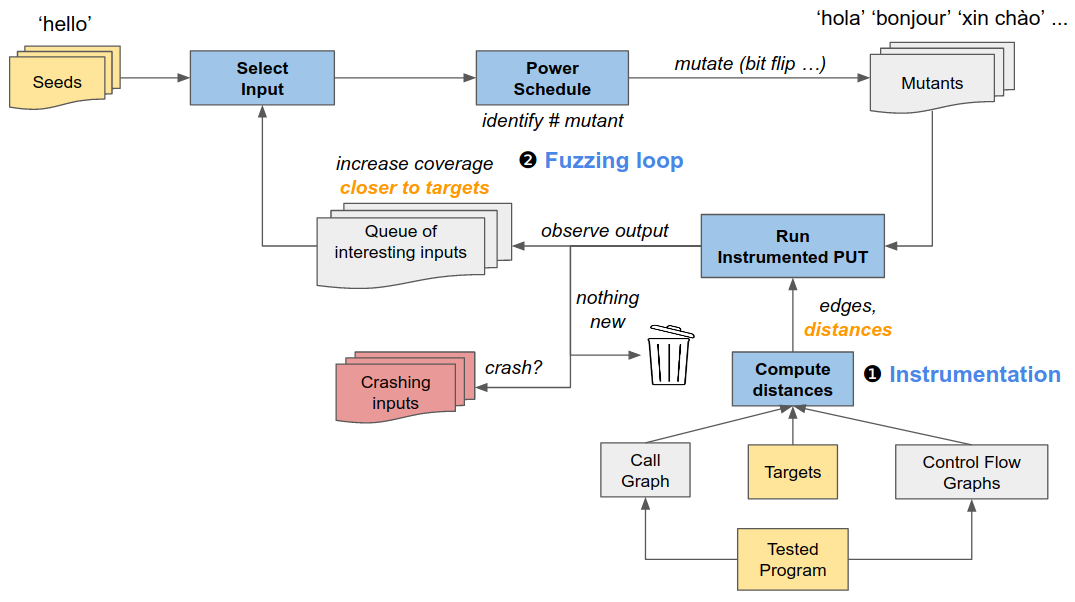 ‘hello’
‘hola’ ‘bonjour’ ‘xin chào’ ...
Seeds
Select
Input
Power
Schedule
mutate (bit flip …)
Mutants
identify # mutant
❷ Fuzzing loop
increase coverage
closer to targets
Queue of
interesting inputs
observe output
Run
Instrumented PUT
nothing
new
edges,
distances
crash?
Crashing
inputs
Compute
distances
❶ Instrumentation
Call
Graph
Targets
Control Flow
Graphs
Tested
Program